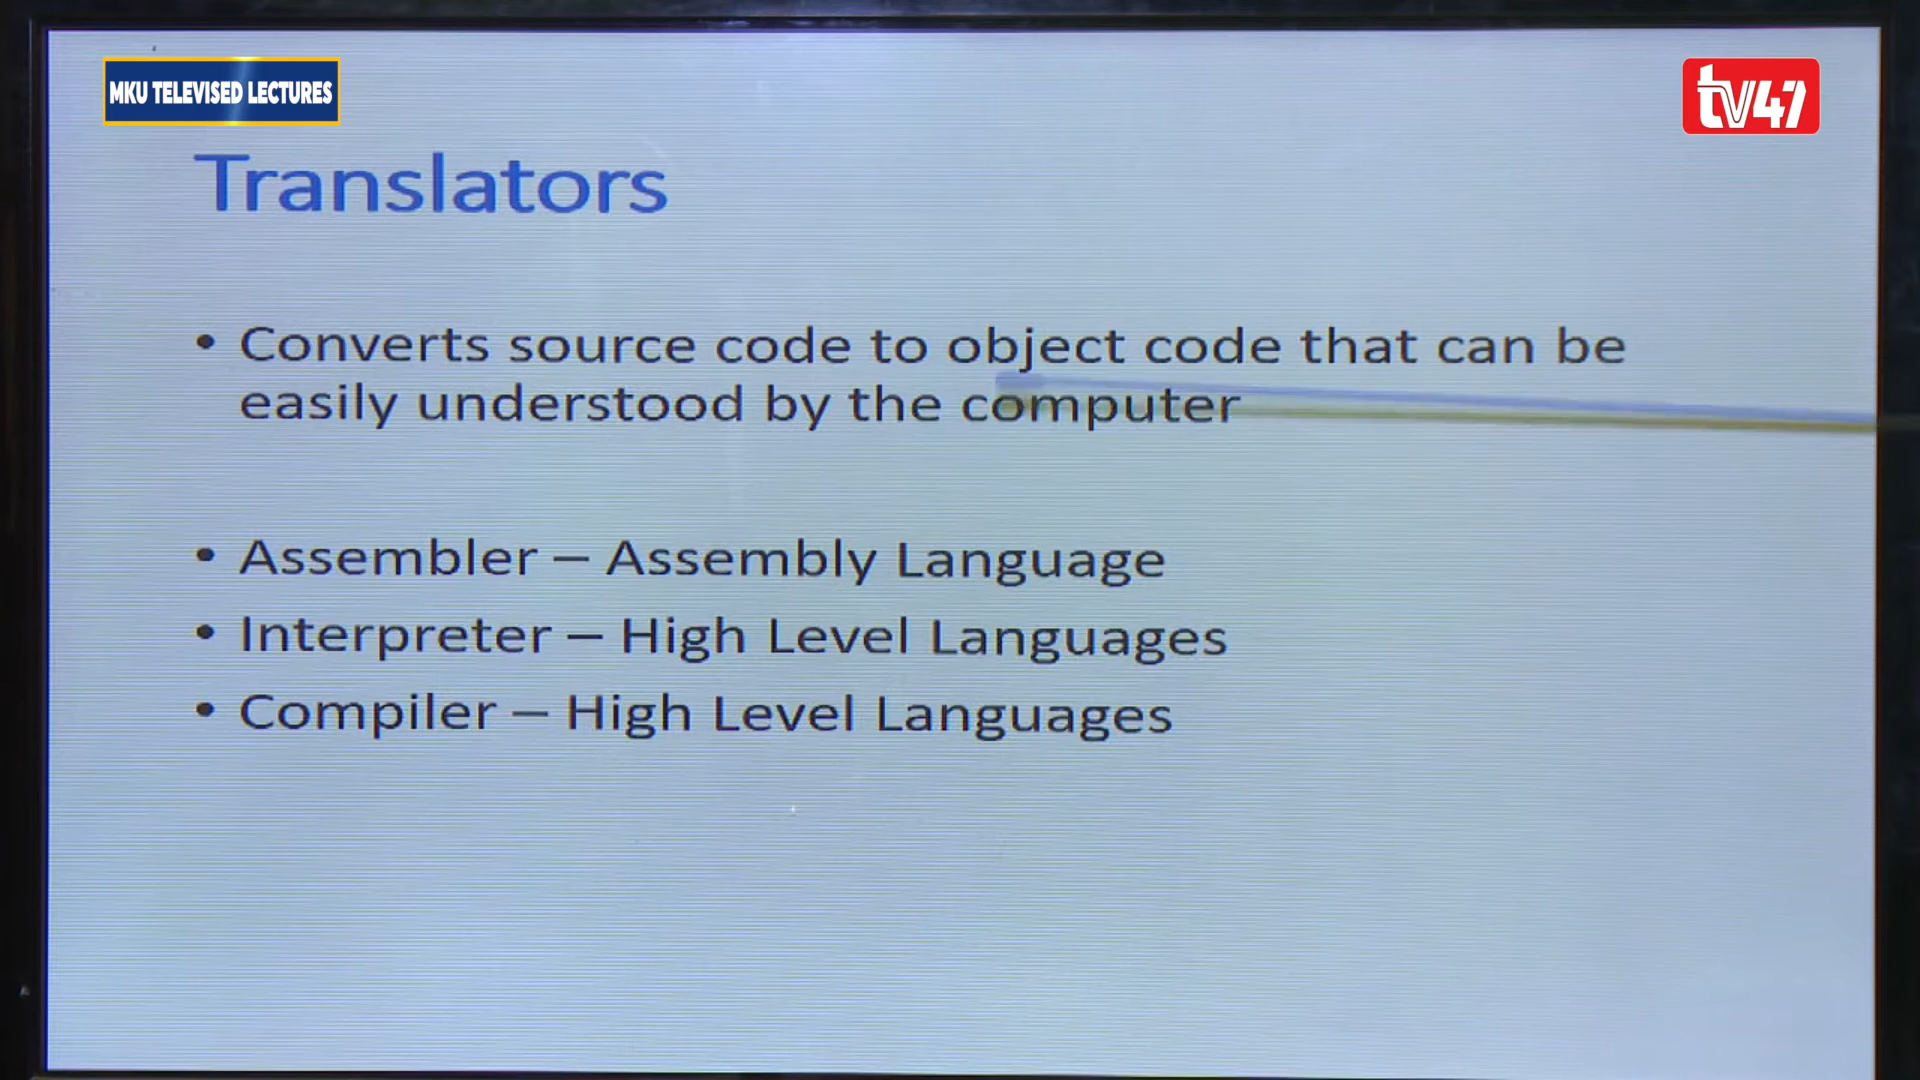 MKU TELEVISED LECTURES
tv47
Translators
• Converts source code to object code that can be
easily understood by the computer
• Assembler – Assembly Language
• Interpreter – High Level Languages
• Compiler – High Level Languages